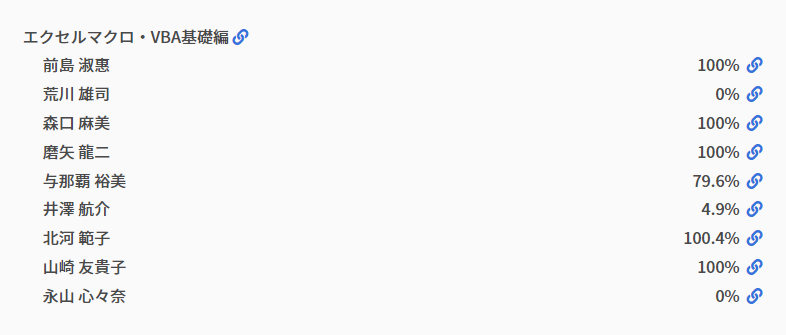 エクセルマクロ・VBA基礎編
前島 淑惠 100%
荒川 雄司 0%
森口 麻美 100%
磨矢 龍二 100%
与那覇 裕美 79.6%
井澤 航介 4.9%
北河 範子 100.4%
山崎 友貴子 100%
永山 心々奈 0%